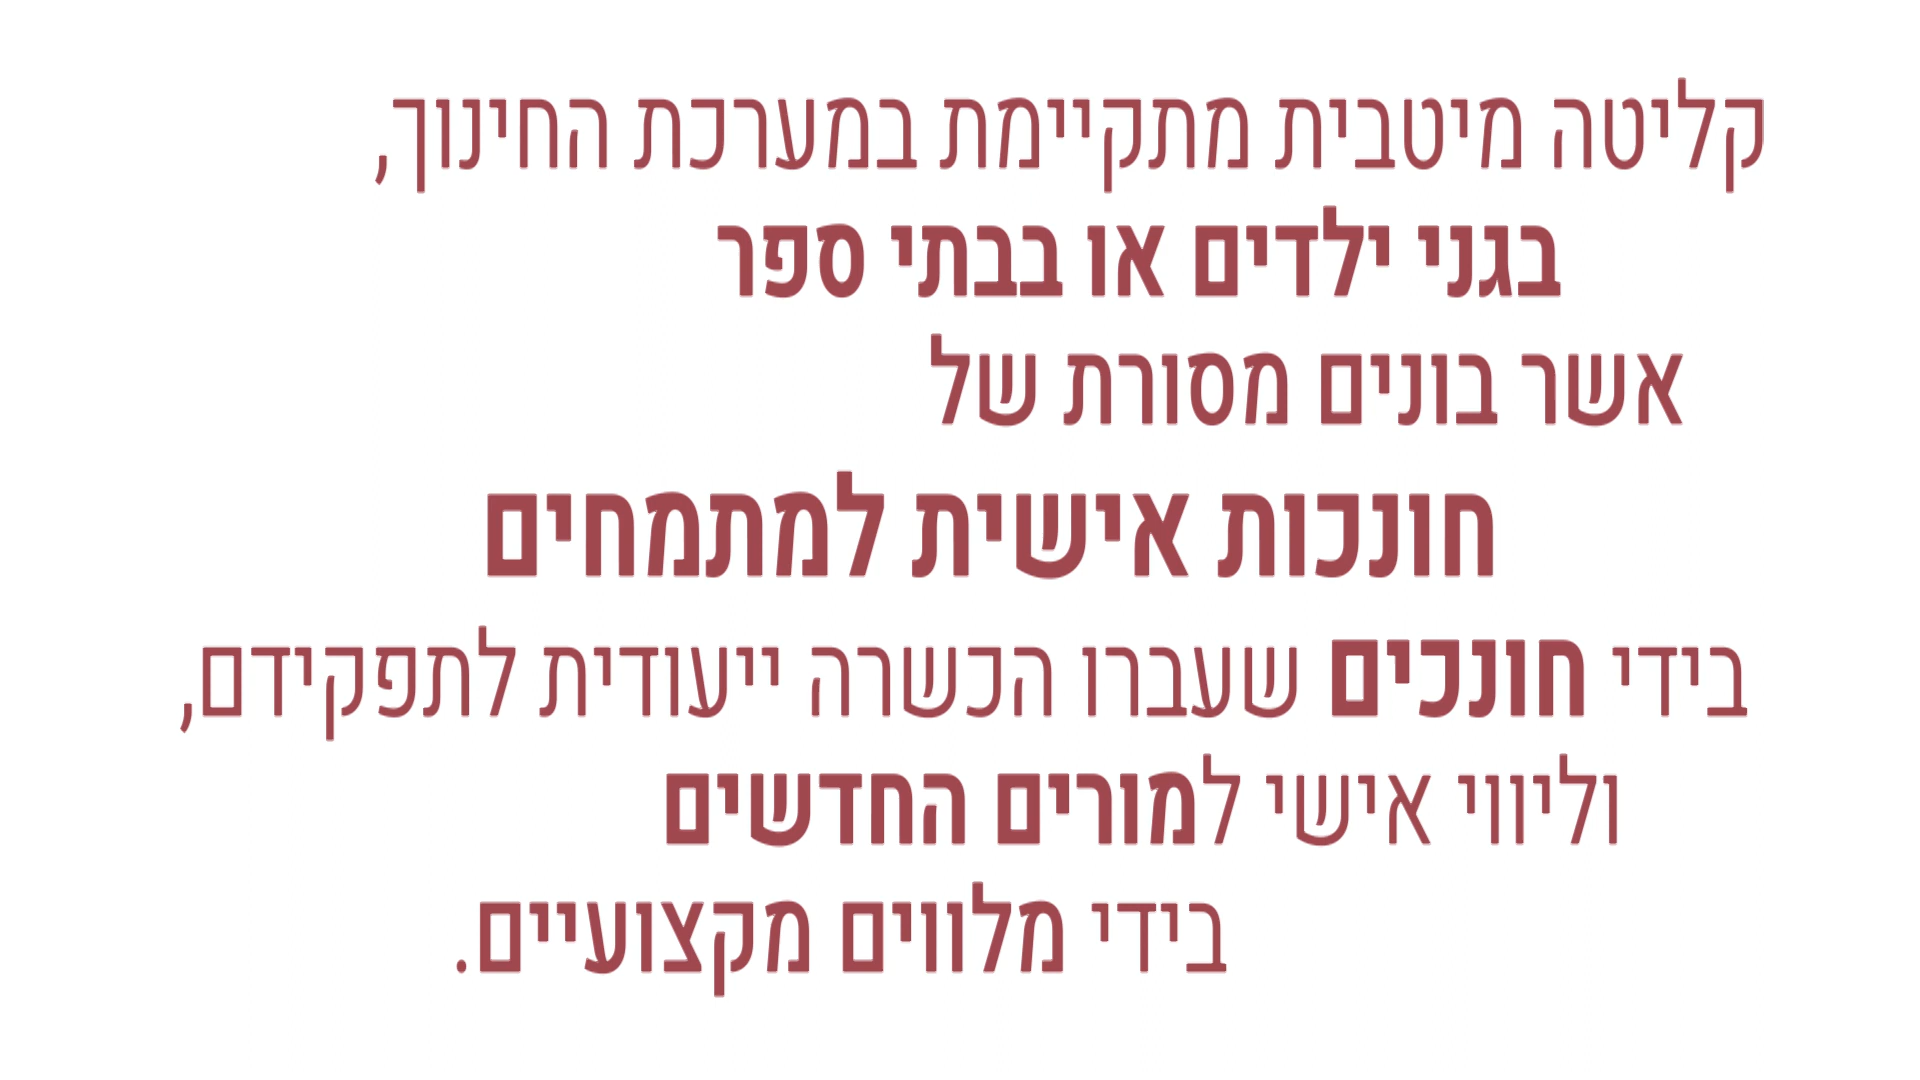 קליטה מיטבית מתקיימת במערכת החינוך,
בגני ילדים או בבתי ספר
אשר בונים מסורת של
חונכות אישית למתמחים
בידי חונכים שעברו הכשרה ייעודית לתפקידם,
וליווי אישי למורים החדשים
בידי מלווים מקצועיים.